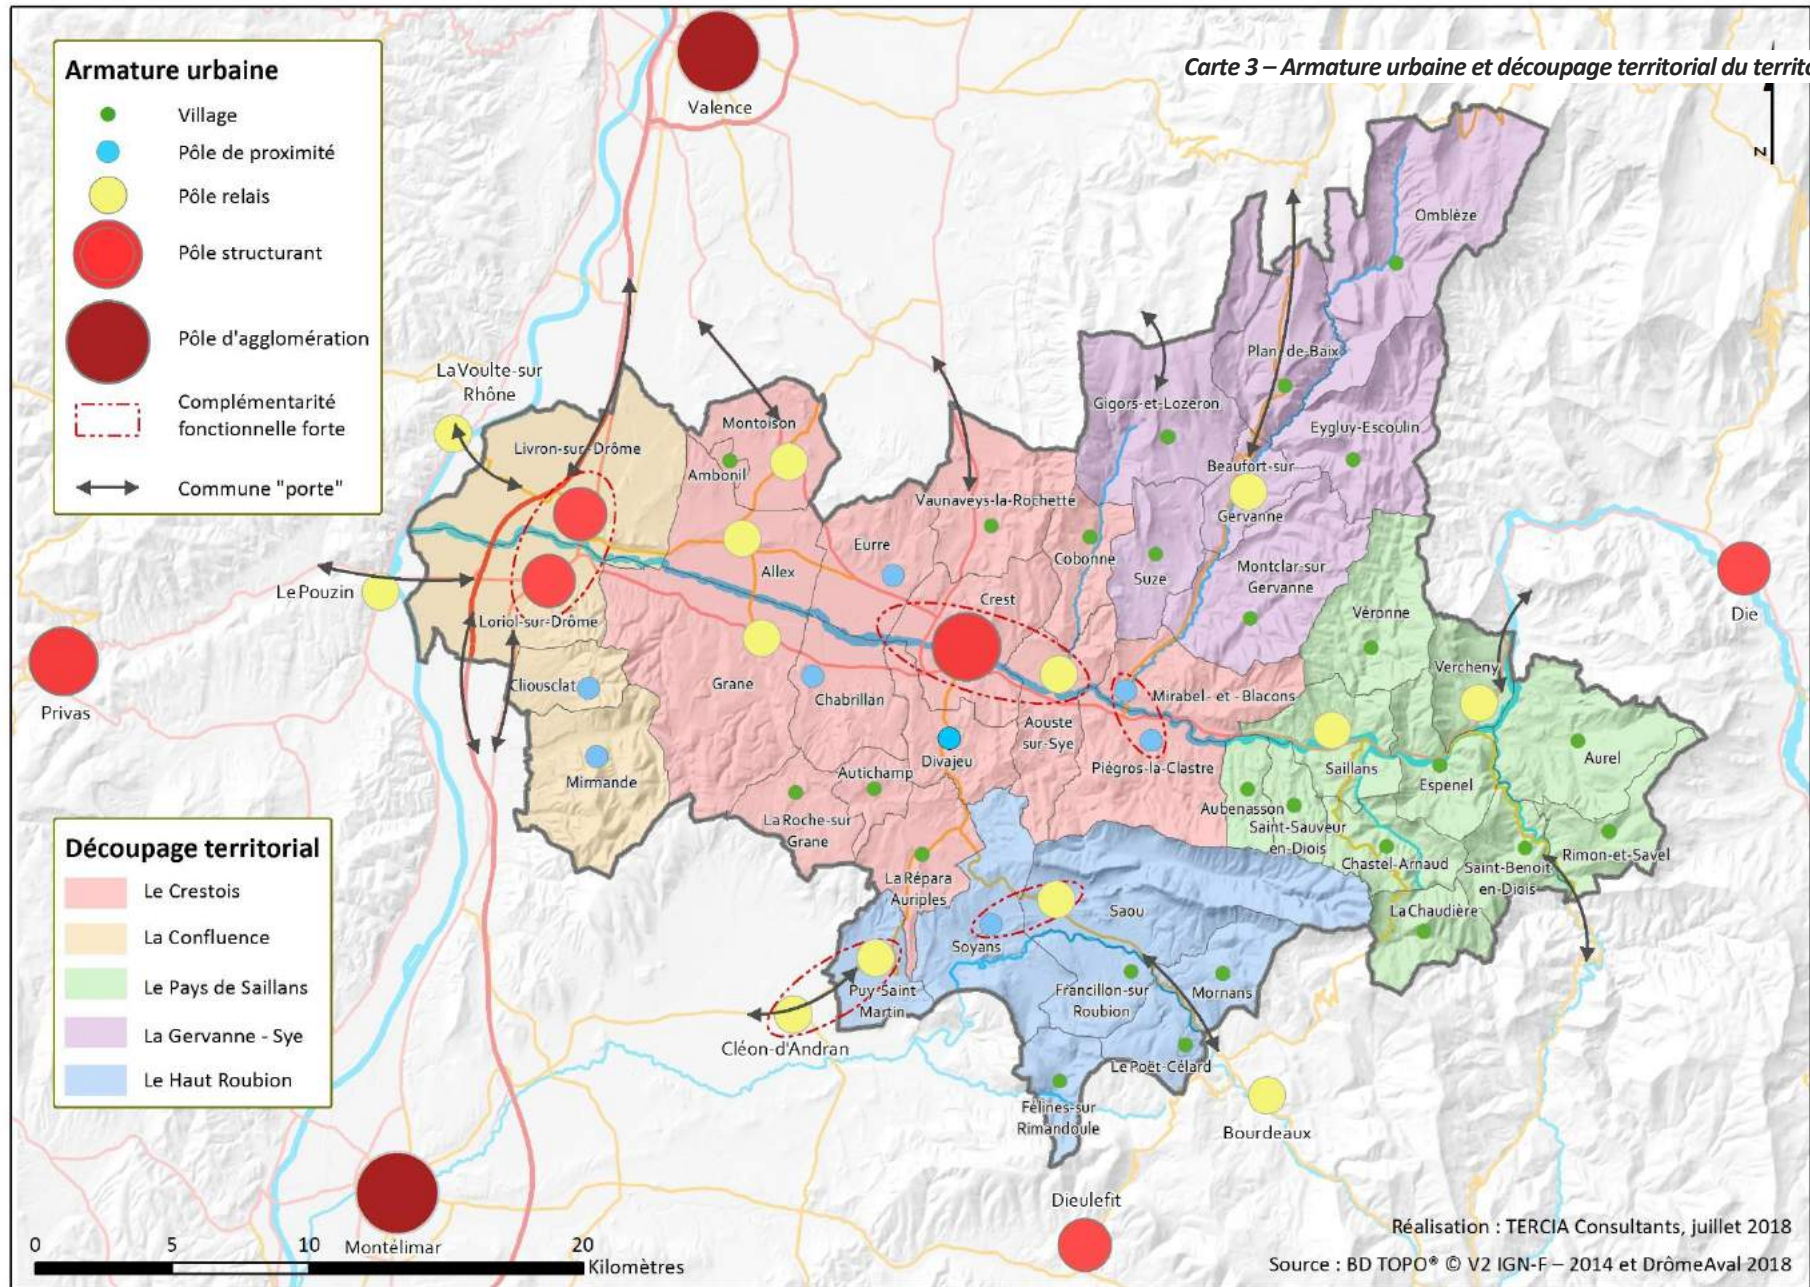 Carte 3 – Armature urbaine et découpage territorial du territo
Armature urbaine
Village
Pôle de proximité
Pôle relais
Pôle structurant
Pôle d'agglomération
Complémentarité
fonctionnelle forte
Commune "porte"
Valence
N
Omblèze
Plan-de-Baix
La Voulte-sur
Rhône
Gigors-et-Lozeron
Montoison
Eygluy-Escoulin
Livron-sur-Drôme
Beaufort-sur
Gervanne
Ambonil
Vaunaveys-la-Rochette
Eurre
Cobonne
Allex
Suze
Montclar-sur
Gervanne
Le Pouzin
Crest
Die
Loriol-sur-Drôme
Véronne
Vercheny
Privas
Cliousclat
Grane
Chabrillan
Mirabel - et - Blacons
Aouste
sur-Sye
Divajeu
Piégros-la-Clastre
Saillans
Aurel
Mirmande
Autichamp
Espenel
Aubenasson
La Roche-sur
Grane
Saint-Sauveur
en-Diois
Chastel-Arnaud
Saint-Benoit
en-Diois
Rimon-et-Savel
La Répara
Auriples
Saou
La Chaudière
Soyans
Puy-Saint
Martin
Francillon-sur
Roubion
Mornans
Cléon-d'Andran
Le Poët-Célard
Félines-sur
Rimandoule
Bourdeaux
Dieulefit
Montélimar
Découpage territorial
Le Crestois
La Confluence
Le Pays de Saillans
La Gervanne - Sye
Le Haut Roubion
0 5 10 20
Kilomètres
Réalisation : TERCIA Consultants, juillet 2018
Source : BD TOPO® © V2 IGN-F – 2014 et DrômeAval 2018